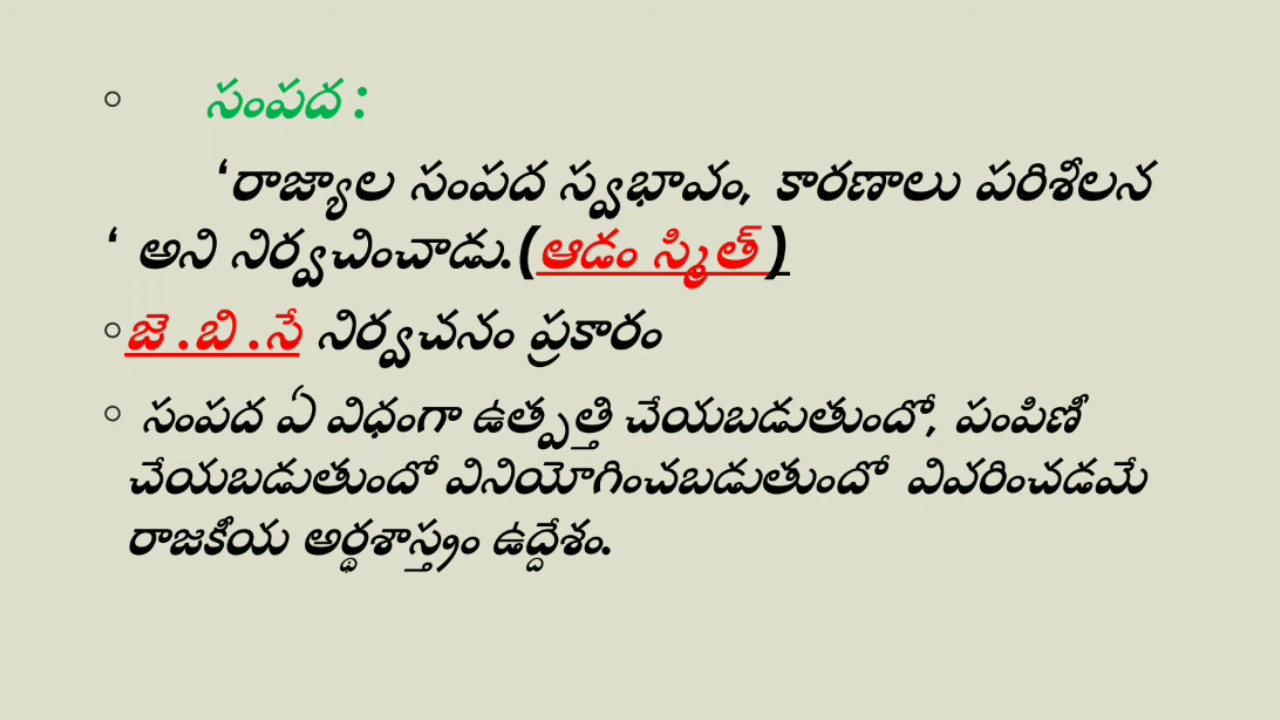 సంపద :
‘రాజ్యాల సంపద స్వభావం, కారణాలు పరిశీలన
‘ అని నిర్వచించాడు.(ఆడం స్మిత్ )
జె .బి .సే నిర్వచనం ప్రకారం
సంపద ఏ విధంగా ఉత్పత్తి చేయబడుతుందో, పంపిణీ
చేయబడుతుందో వినియోగించబడుతుందో వివరించడమే
రాజకీయ అర్థశాస్త్రం ఉద్దేశం.